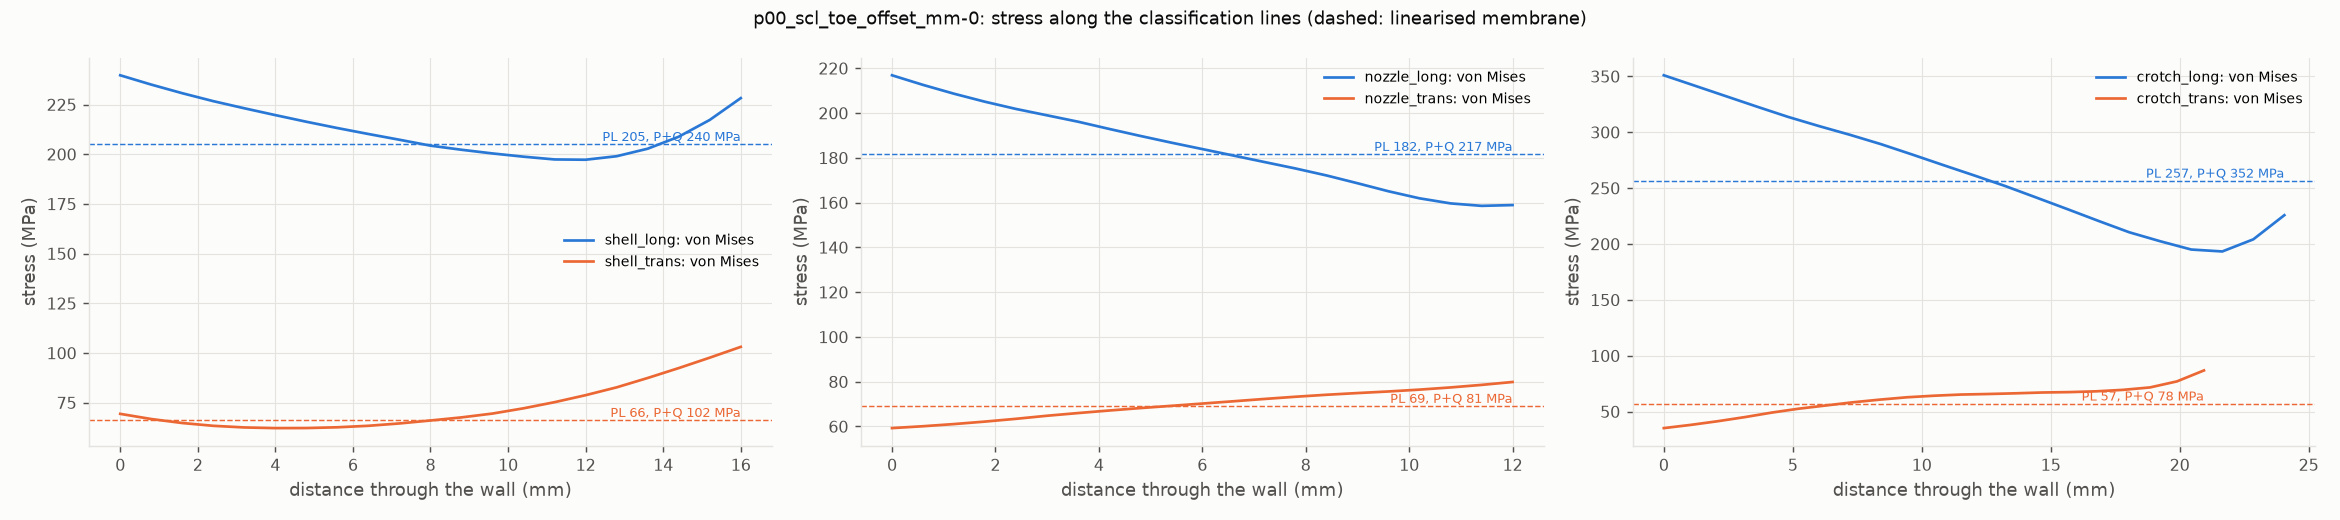 p00_scl_toe_offset_mm-0: stress along the classification lines (dashed: linearised membrane)
stress (MPa)
225
200
175
150
125
100
75
PL 205, P+Q 240 MPa
shell_long: von Mises
shell_trans: von Mises
PL 66, P+Q 102 MPa
0 2 4 6 8 10 12 14 16
distance through the wall (mm)
stress (MPa)
220
200
180
160
140
120
100
80
60
nozzle_long: von Mises
nozzle_trans: von Mises
PL 182, P+Q 217 MPa
PL 69, P+Q 81 MPa
0 2 4 6 8 10 12
distance through the wall (mm)
stress (MPa)
350
300
250
200
150
100
50
crotch_long: von Mises
crotch_trans: von Mises
PL 257, P+Q 352 MPa
PL 57, P+Q 78 MPa
0 5 10 15 20 25
distance through the wall (mm)